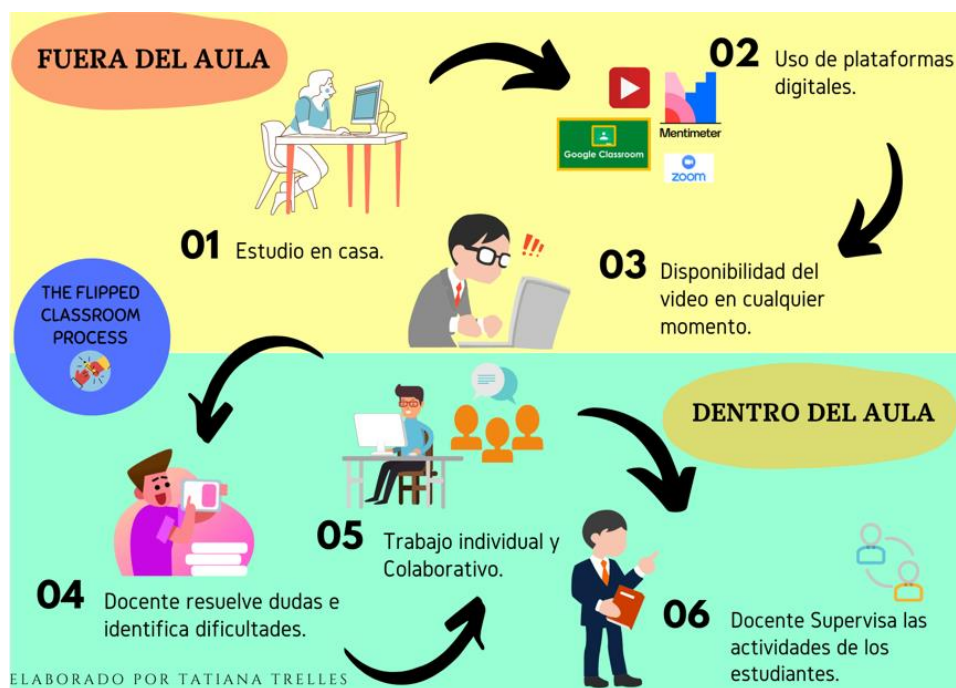 FUERA DEL AULA
02 Uso de plataformas
digitales.
Mentimeter
Google Classroom
zoom
01 Estudio en casa.
03 Disponibilidad del
video en cualquier
momento.
THE FLIPPED
CLASSROOM
PROCESS
DENTRO DEL AULA
05 Trabajo individual y
Colaborativo.
04 Docente resuelve dudas e
identifica dificultades.
06 Docente Supervisa las
actividades de los
estudiantes.
ELABORADO POR TATIANA TRELLES